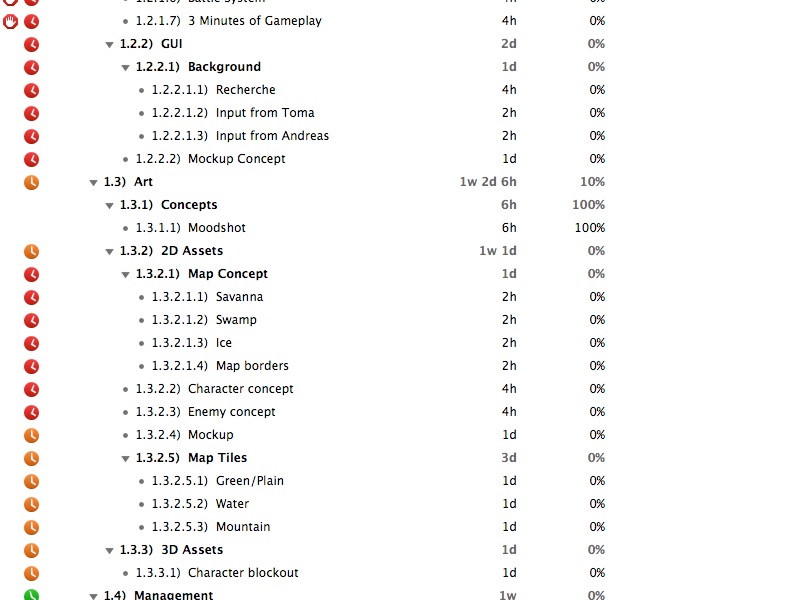 1.2.1.6) Battle System 4h 0%
1.2.1.7) 3 Minutes of Gameplay 4h 0%
1.2.2) GUI 2d 0%
1.2.2.1) Background 1d 0%
1.2.2.1.1) Recherche 4h 0%
1.2.2.1.2) Input from Toma 2h 0%
1.2.2.1.3) Input from Andreas 2h 0%
1.2.2.2) Mockup Concept 1d 0%
1.3) Art 1w 2d 6h 10%
1.3.1) Concepts 6h 100%
1.3.1.1) Moodshot 6h 100%
1.3.2) 2D Assets 1w 1d 0%
1.3.2.1) Map Concept 1d 0%
1.3.2.1.1) Savanna 2h 0%
1.3.2.1.2) Swamp 2h 0%
1.3.2.1.3) Ice 2h 0%
1.3.2.1.4) Map borders 2h 0%
1.3.2.2) Character concept 4h 0%
1.3.2.3) Enemy concept 4h 0%
1.3.2.4) Mockup 1d 0%
1.3.2.5) Map Tiles 3d 0%
1.3.2.5.1) Green/Plain 1d 0%
1.3.2.5.2) Water 1d 0%
1.3.2.5.3) Mountain 1d 0%
1.3.3) 3D Assets 1d 0%
1.3.3.1) Character blockout 1d 0%
1.4) Management 1w 0%